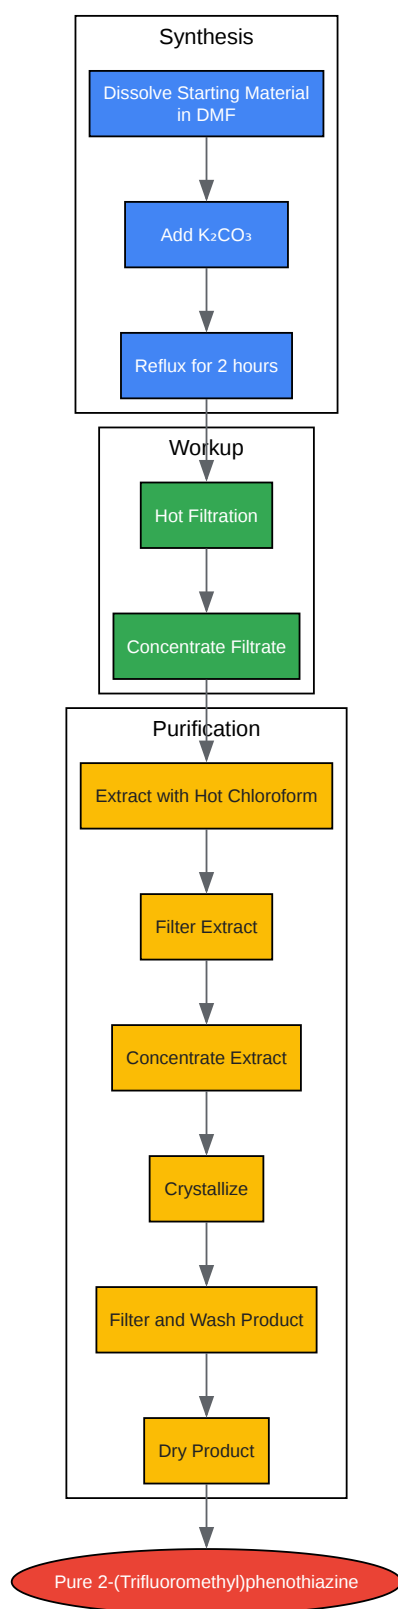 Synthesis
Dissolve Starting Material
in DMF
Add K₂CO₃
Reflux for 2 hours
Workup
Hot Filtration
Concentrate Filtrate
Purification
Extract with Hot Chloroform
Filter Extract
Concentrate Extract
Crystallize
Filter and Wash Product
Dry Product
Pure 2-(Trifluoromethyl)phenothiazine